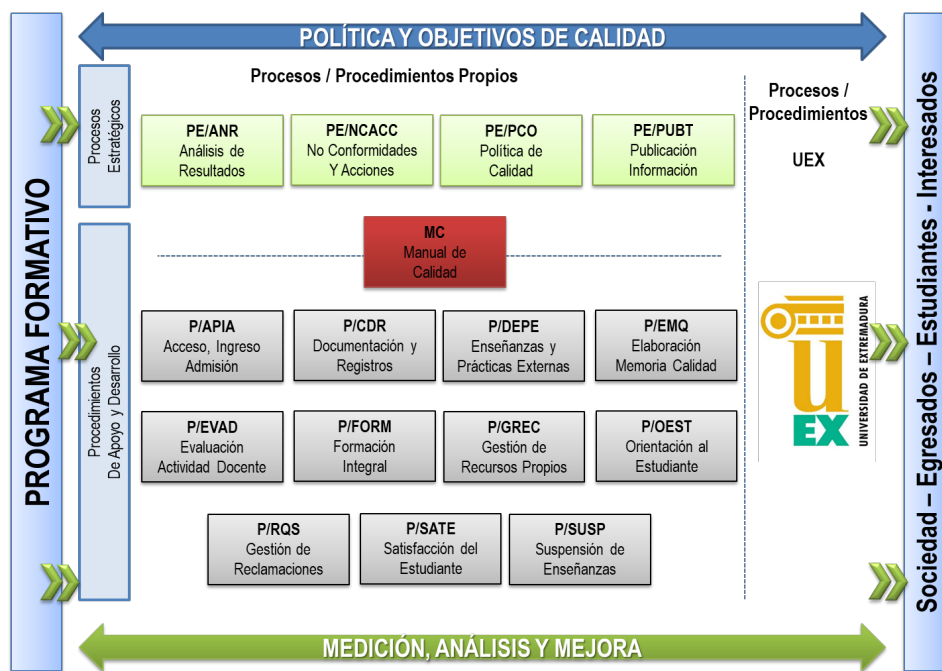 POLÍTICA Y OBJETIVOS DE CALIDAD
PROGRAMA FORMATIVO
Procesos
Estratégicos
Procesos / Procedimientos Propios
PE/ANR
Análisis de
Resultados
PE/NCACC
No Conformidades
Y Acciones
PE/PCO
Política de
Calidad
PE/PUBT
Publicación
Información
Procesos /
Procedimientos
UEX
MC
Manual de
Calidad
Procedimientos
De Apoyo y Desarrollo
P/APIA
Acceso, Ingreso
Admisión
P/CDR
Documentación y
Registros
P/DEPE
Enseñanzas y
Prácticas Externas
P/EMQ
Elaboración
Memoria Calidad
P/EVAD
Evaluación
Actividad Docente
P/FORM
Formación
Integral
P/GREC
Gestión de
Recursos Propios
P/OEST
Orientación al
Estudiante
P/RQS
Gestión de
Reclamaciones
P/SATE
Satisfacción del
Estudiante
P/SUSP
Suspensión de
Enseñanzas
u
EX
UNIVERSIDAD DE EXTREMADURA
Sociedad – Egresados – Estudiantes - Interesados
MEDICIÓN, ANÁLISIS Y MEJORA